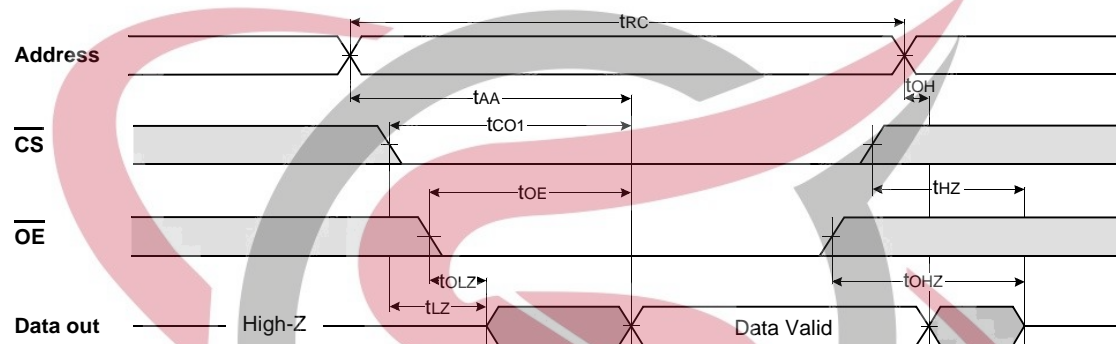 tRC
Address
tOH
tAA
tCO1
CS
tHZ
tOE
OE
tOLZ
tOHZ
tLZ
Data out
High-Z
Data Valid